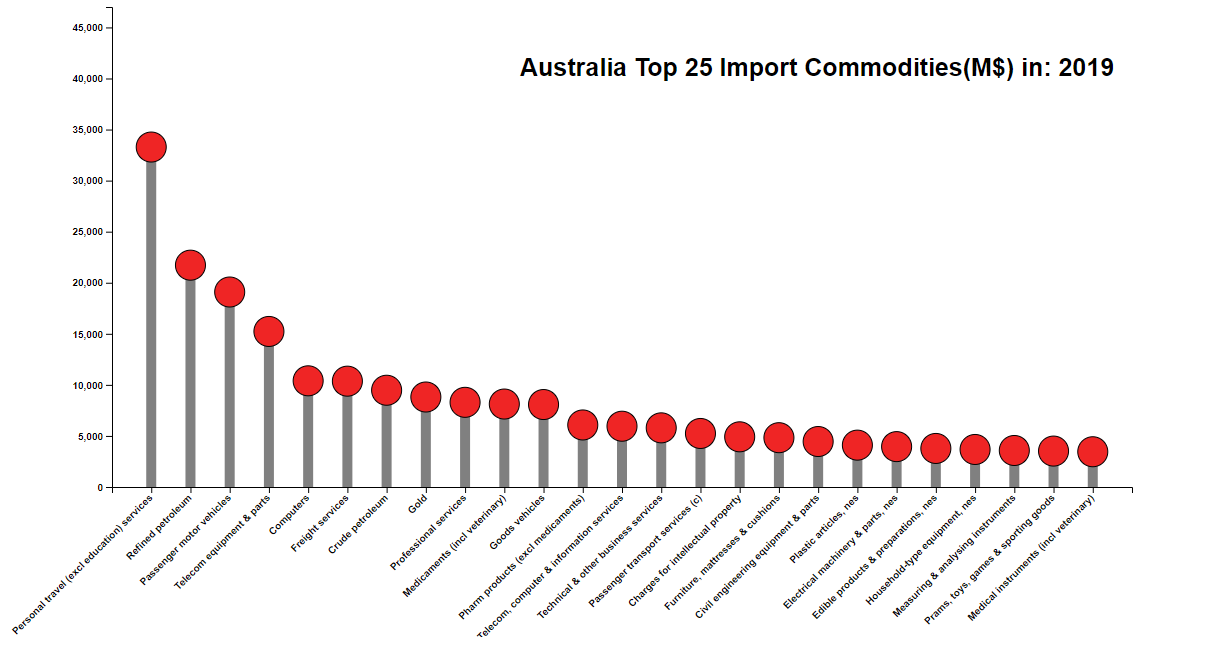 Australia Top 25 Import Commodities(M$) in: 2019
45,000
40,000
35,000
30,000
25,000
20,000
15,000
10,000
5,000
0
Personal travel (excl education) services
Refined petroleum
Passenger motor vehicles
Telecom equipment & parts
Computers
Freight services
Crude petroleum
Gold
Professional services
Medicaments (incl veterinary)
Goods vehicles
Pharm products (excl medicaments)
Telecom, computer & information services
Technical & other business services
Passenger transport services (c)
Charges for intellectual property
Furniture, mattresses & cushions
Civil engineering equipment & parts
Plastic articles, nes
Electrical machinery & parts, nes
Edible products & preparations, nes
Household-type equipment, nes
Measuring & analysing instruments
Prams, toys, games & sporting goods
Medical instruments (incl veterinary)